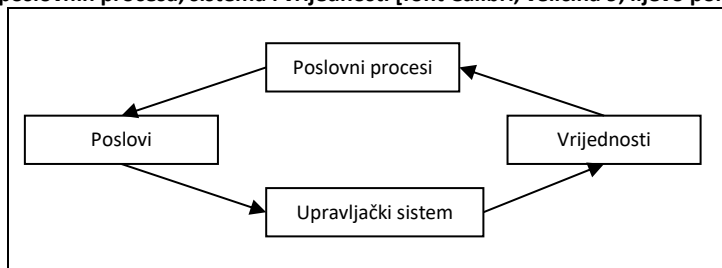 poslovnih procesa, sistema i vrijednosti [font Calibri, veličina 9, lijevo
Poslovni procesi
Poslovi
Vrijednosti
Upravljački sistem